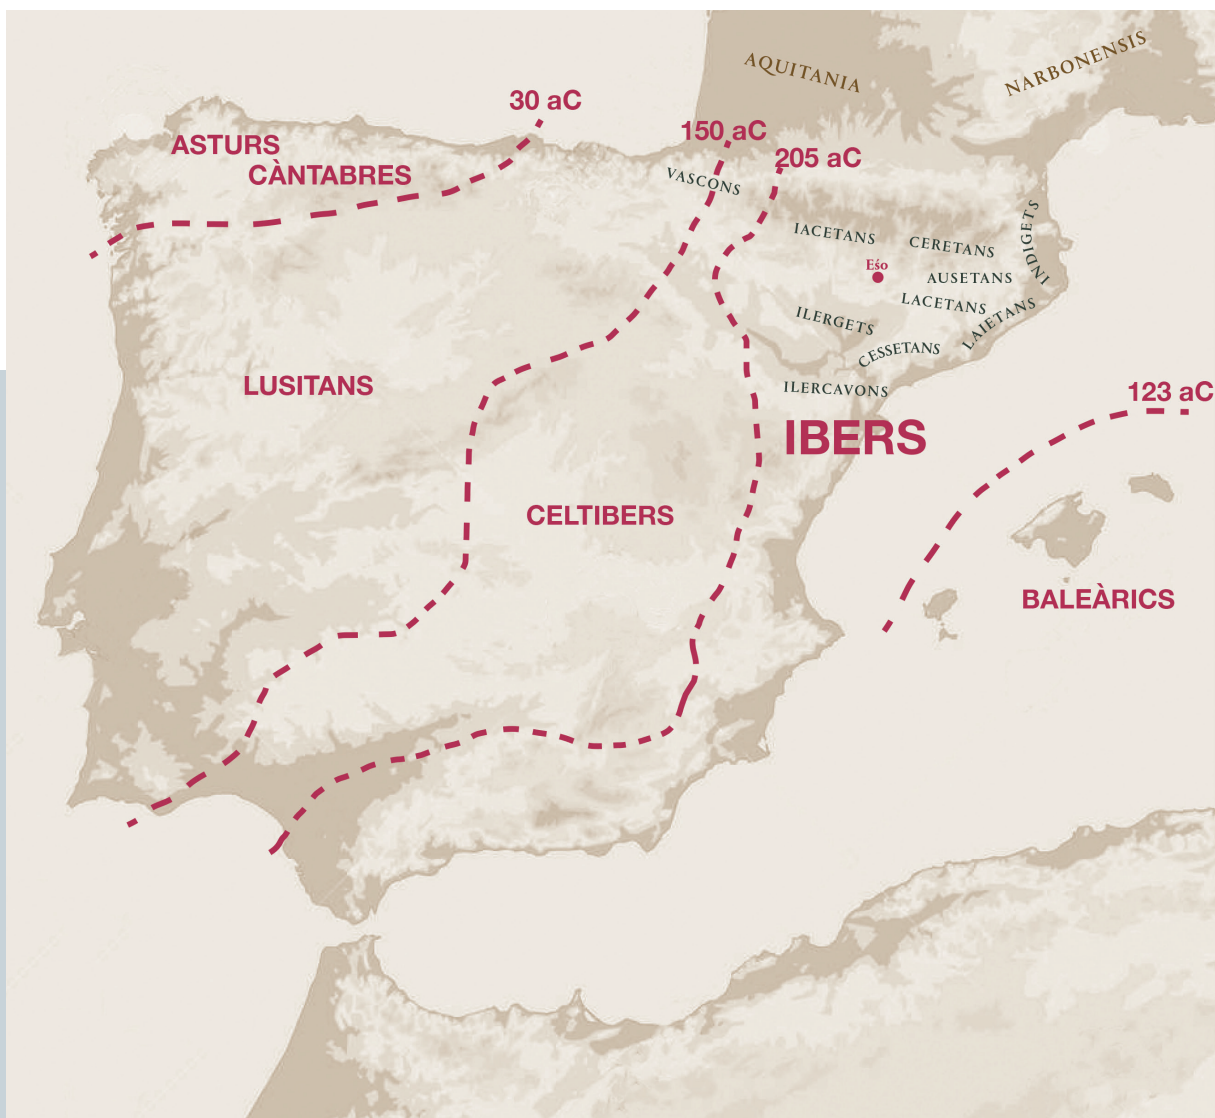 AQUITANIA
NARBONENSIS
30 aC
150 aC
205 aC
ASTURS
CÀNTABRES
VASCONS
IACETANS
CERETANS
INDIGETS
Eśo
AUSETANS
LACETANS
ILERGETS
LAIETANS
CESSETANS
ILERCAVONS
LUSITANS
123 aC
IBERS
CELTIBERS
BALEÀRICS